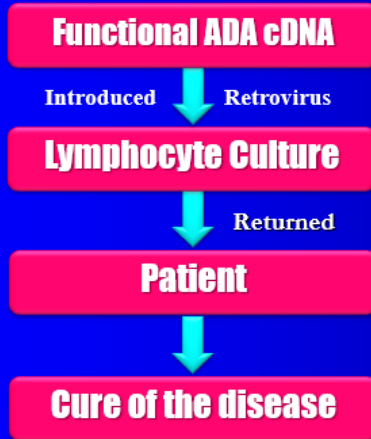 Functional ADA cDNA
Introduced Retrovirus
Lymphocyte Culture
Returned
Patient
Cure of the disease